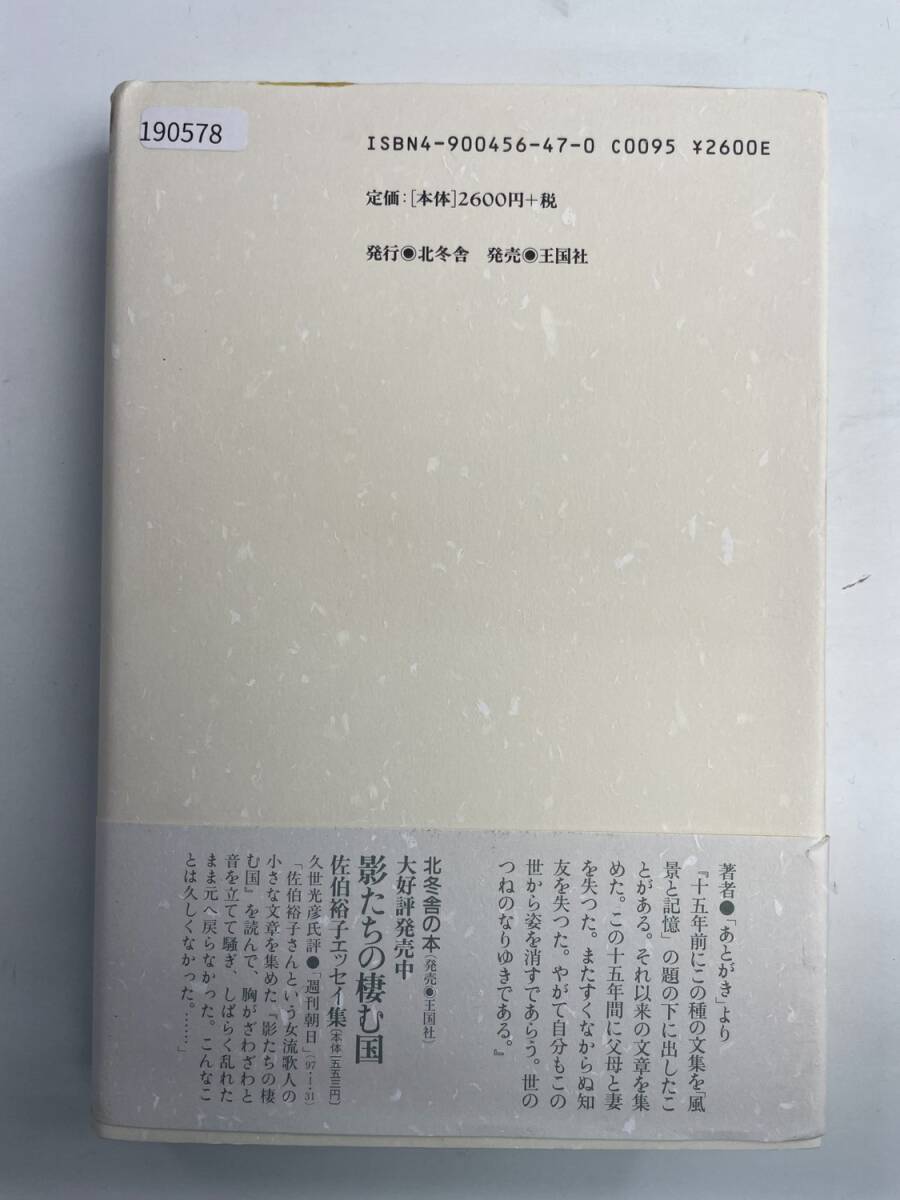 190578
ISBN4-900456-47-0 C0095 ¥2600E
定価:[本体]2600円+税
発行◉北冬舎　発売◉王国社
著者●「あとがき」より
『十五年前にこの種の文集を「風
景と記憶」の題の下に出したこ
とがある。それ以来の文章を集
めた。この十五年間に父母と妻
を失つた。またすくなからぬ知
友を失つた。やがて自分もこの
世から姿を消すであらう。世の
つねのなりゆきである。』
北冬舎の本(発売◉王国社)
大好評発売中
影たちの棲む国
佐伯裕子エッセイ集(本体一五五三円)
久世光彦氏評●「週刊朝日」(97・1・31)
「佐伯裕子さんという女流歌人の
小さな文章を集めた『影たちの棲
む国』を読んで、胸がざわざわと
音を立てて騒ぎ、しばらく乱れた
まま元へ戻らなかった。こんなこ
とは久しくなかった。……」